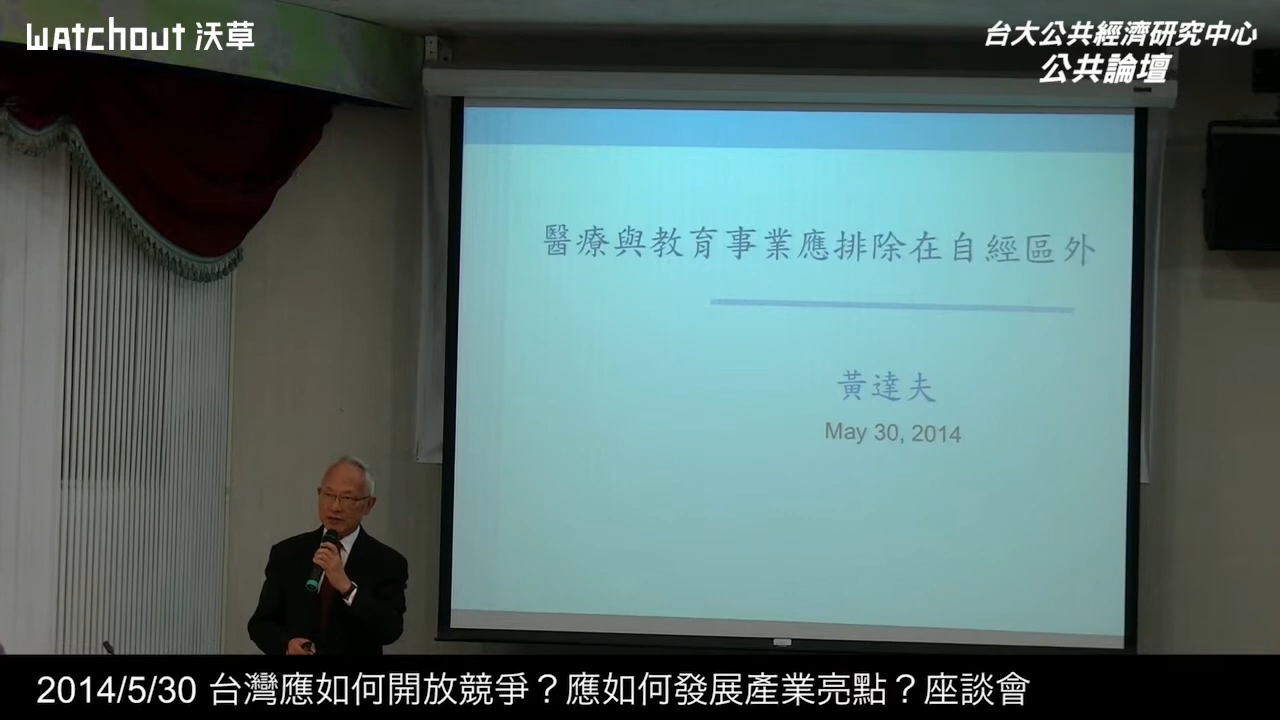 watchout 沃草
台大公共經濟研究中心
公共論壇
醫療與教育事業應排除在自經區外
黃達夫
May 30, 2014
2014/5/30 台灣應如何開放競爭？應如何發展產業亮點？座談會